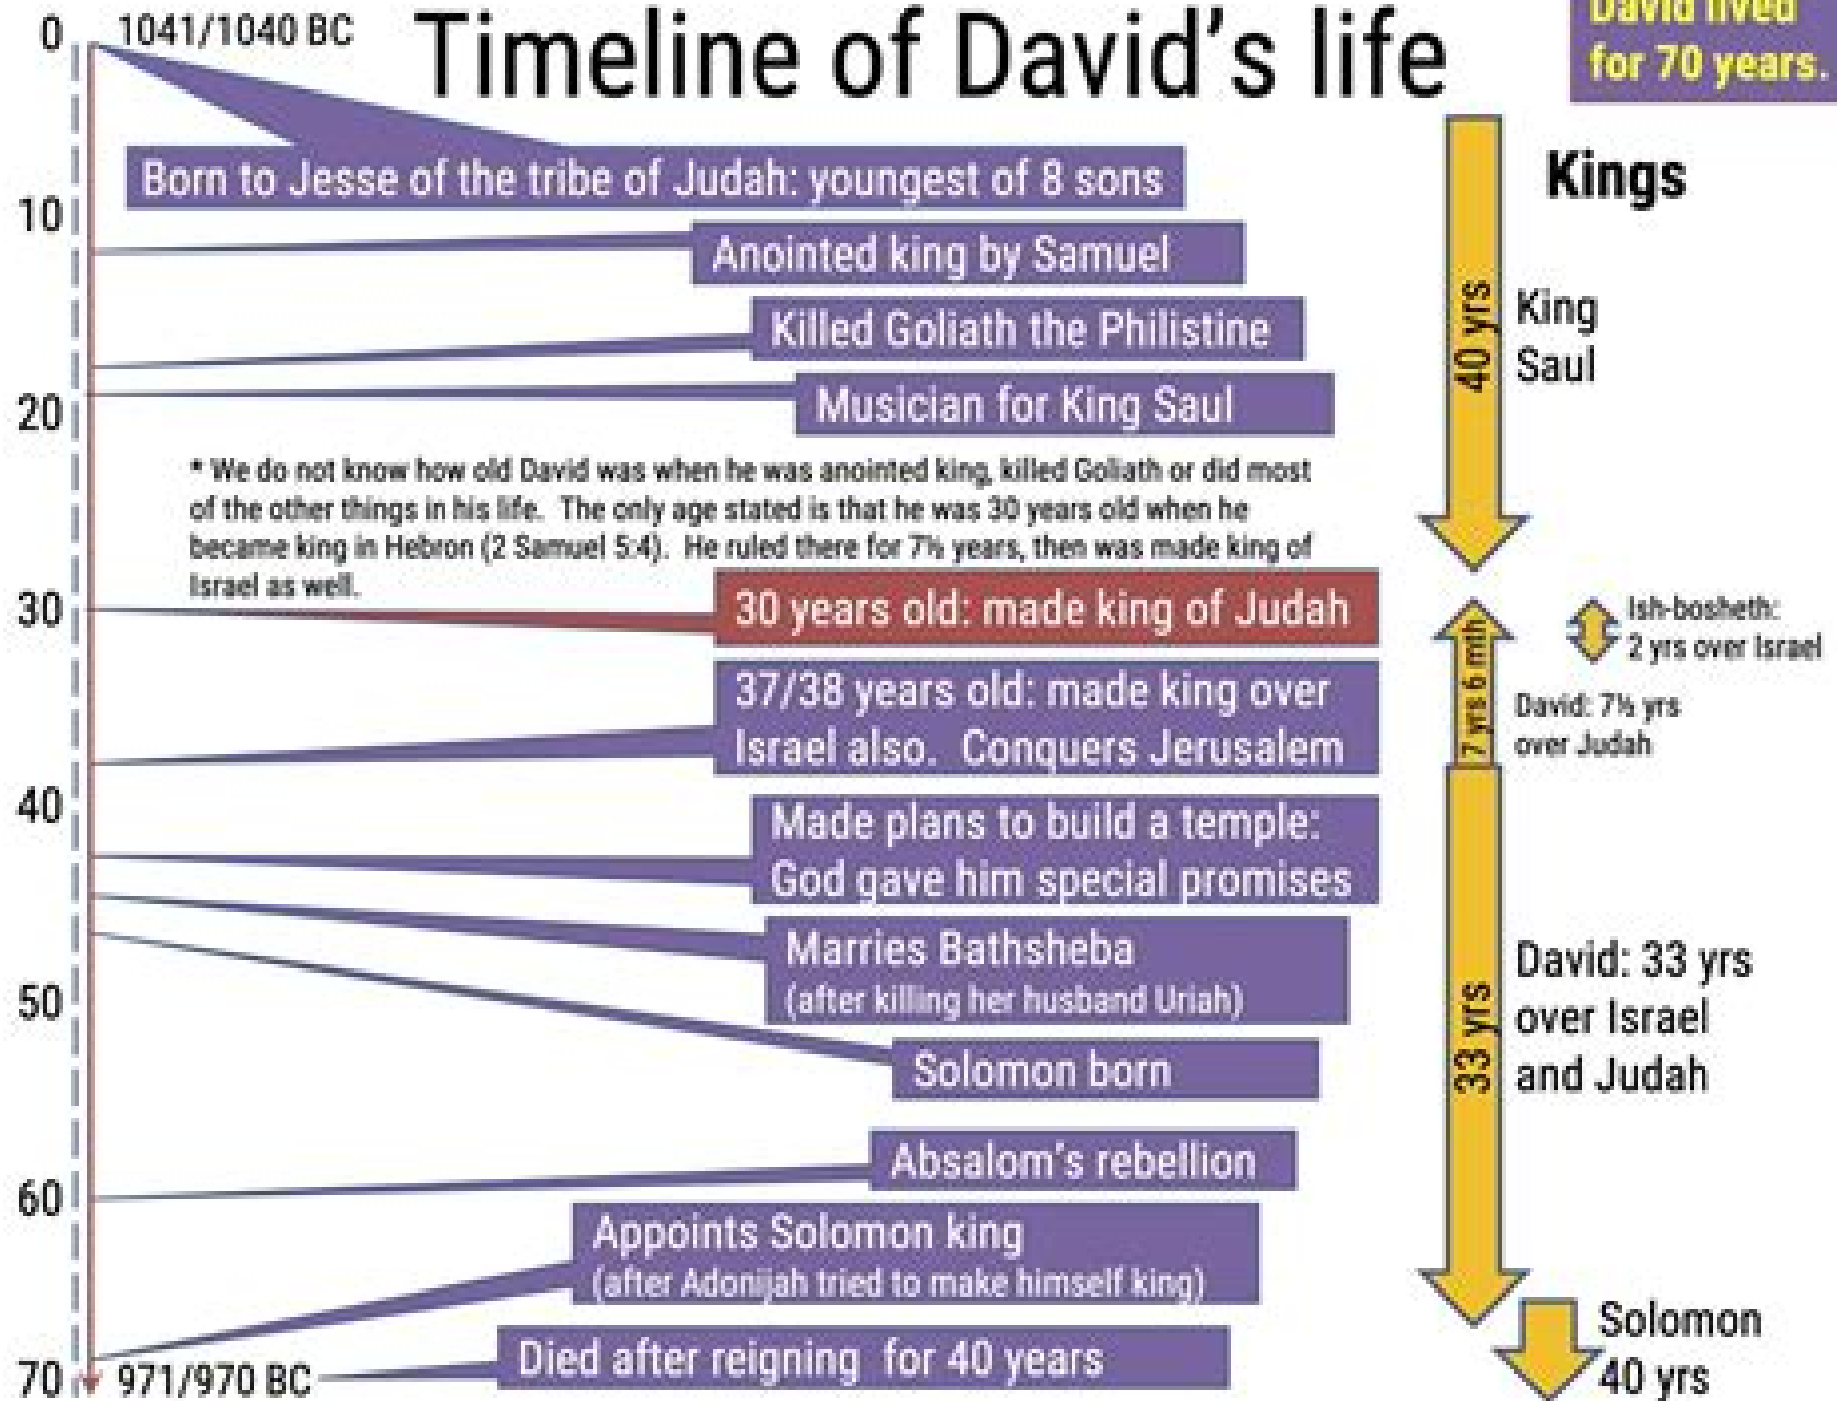 Timeline of David's life
David lived
for 70 years.
0
1041/1040 BC
Born to Jesse of the tribe of Judah: youngest of 8 sons
10
Anointed king by Samuel
Killed Goliath the Philistine
20
Musician for King Saul
* We do not know how old David was when he was anointed king, killed Goliath or did most
of the other things in his life. The only age stated is that he was 30 years old when he
became king in Hebron (2 Samuel 5:4). He ruled there for 7½ years, then was made king of
Israel as well.
30
30 years old: made king of Judah
37/38 years old: made king over
Israel also. Conquers Jerusalem
40
Made plans to build a temple:
God gave him special promises
Marries Bathsheba
(after killing her husband Uriah)
50
Solomon born
Absalom's rebellion
60
Appoints Solomon king
(after Adonijah tried to make himself king)
70
971/970 BC
Died after reigning for 40 years
Kings
40 yrs
King
Saul
7 yrs 6 mth
Ish-bosheth:
2 yrs over Israel
David: 7½ yrs
over Judah
33 yrs
David: 33 yrs
over Israel
and Judah
Solomon
40 yrs